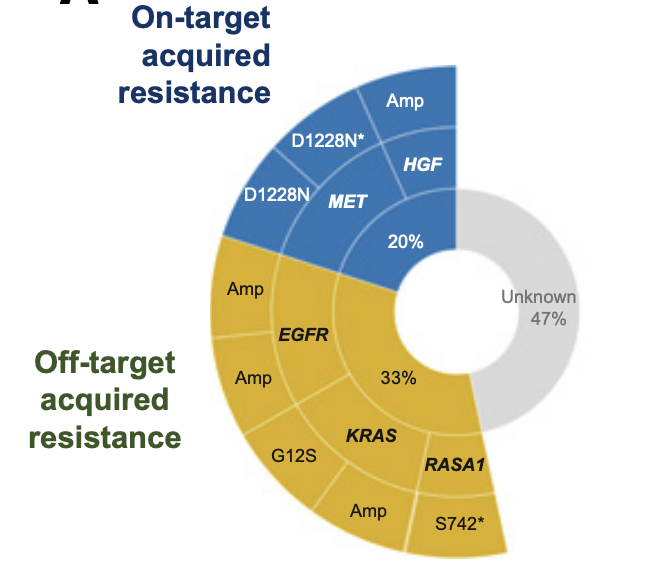 On-target
acquired
resistance
Amp
D1228N*
HGF
D1228N
MET
20%
Amp
Unknown
47%
EGFR
Off-target
acquired
resistance
Amp
33%
KRAS
G12S
RASA1
Amp
S742*